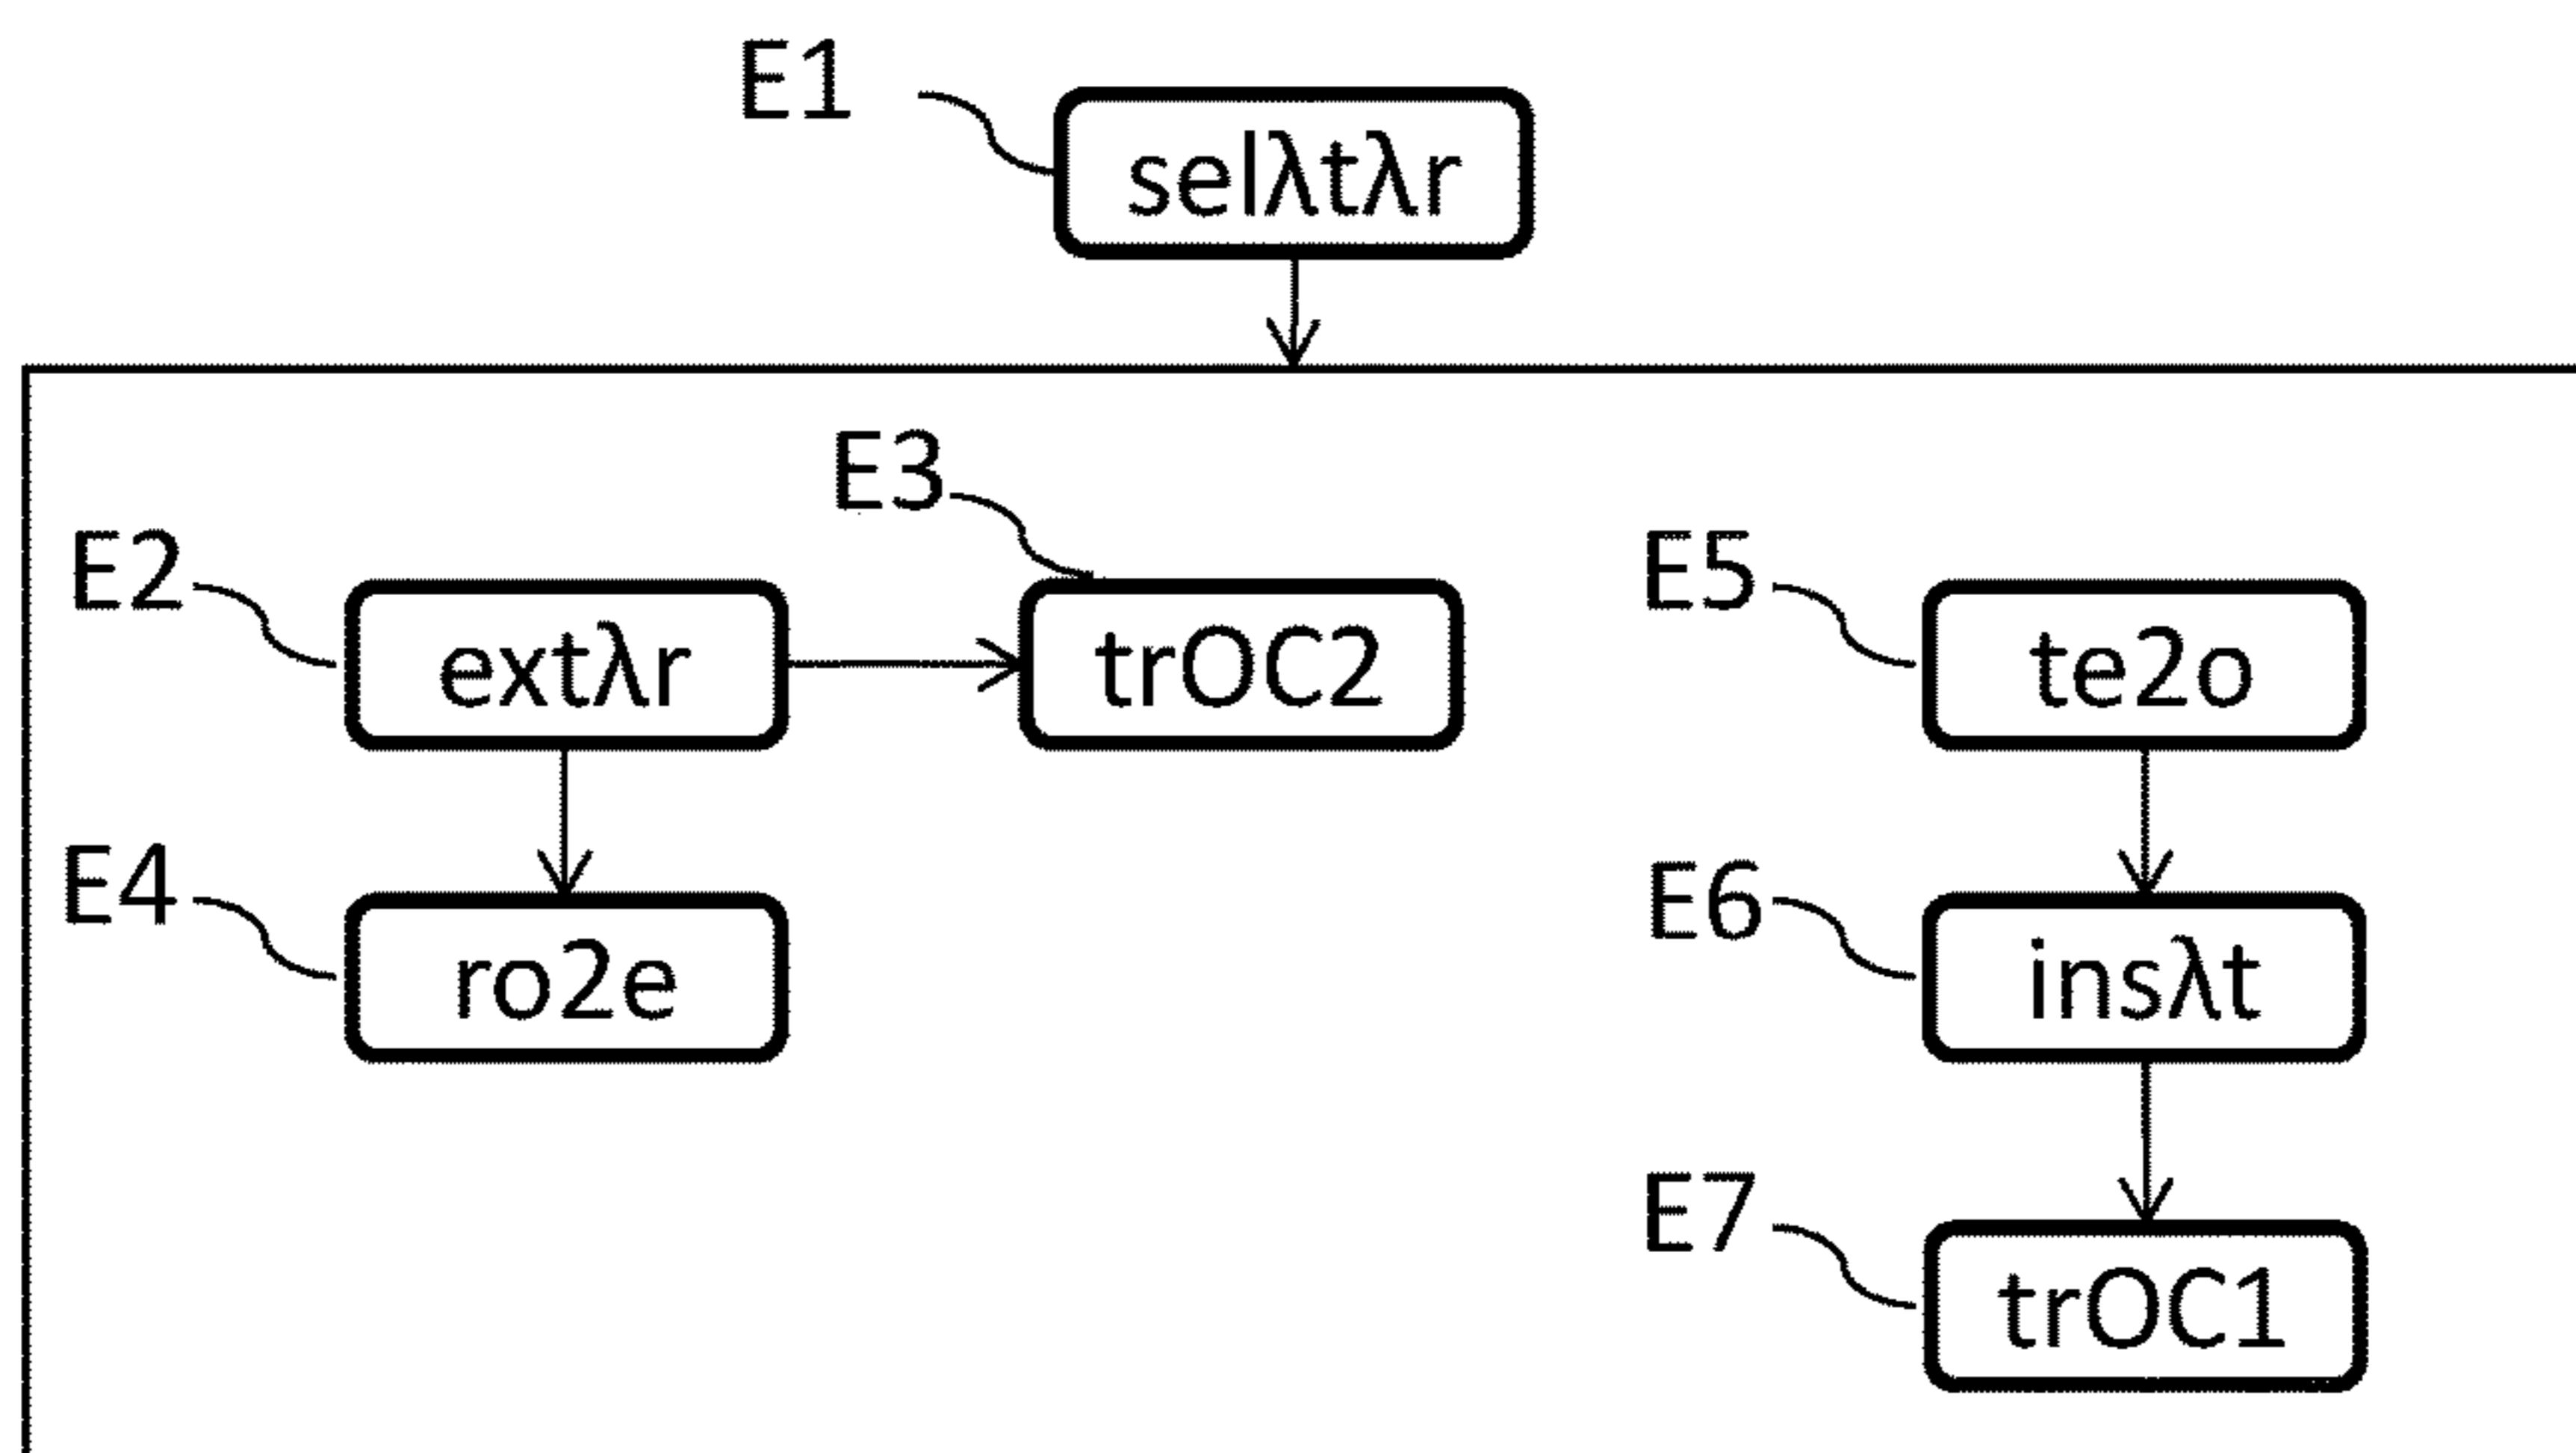 E1
selλtλr
E3
E2
E5
extλr
trOC2
te2o
E4
E6
ro2e
insλt
E7
trOC1